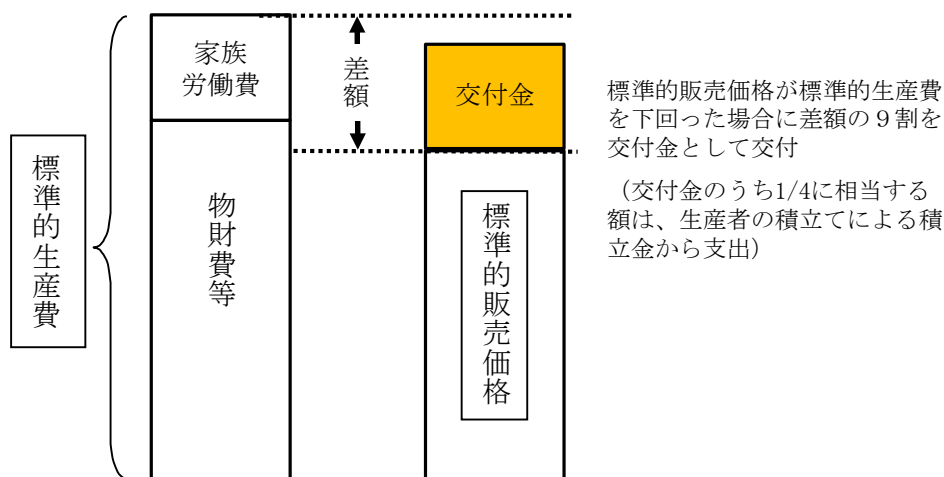 標準的生産費
家族
労働費
物財費等
差額
交付金
標準的販売価格
標準的販売価格が標準的生産費
を下回った場合に差額の９割を
交付金として交付
（交付金のうち1/4に相当する
額は、生産者の積立てによる積
立金から支出）